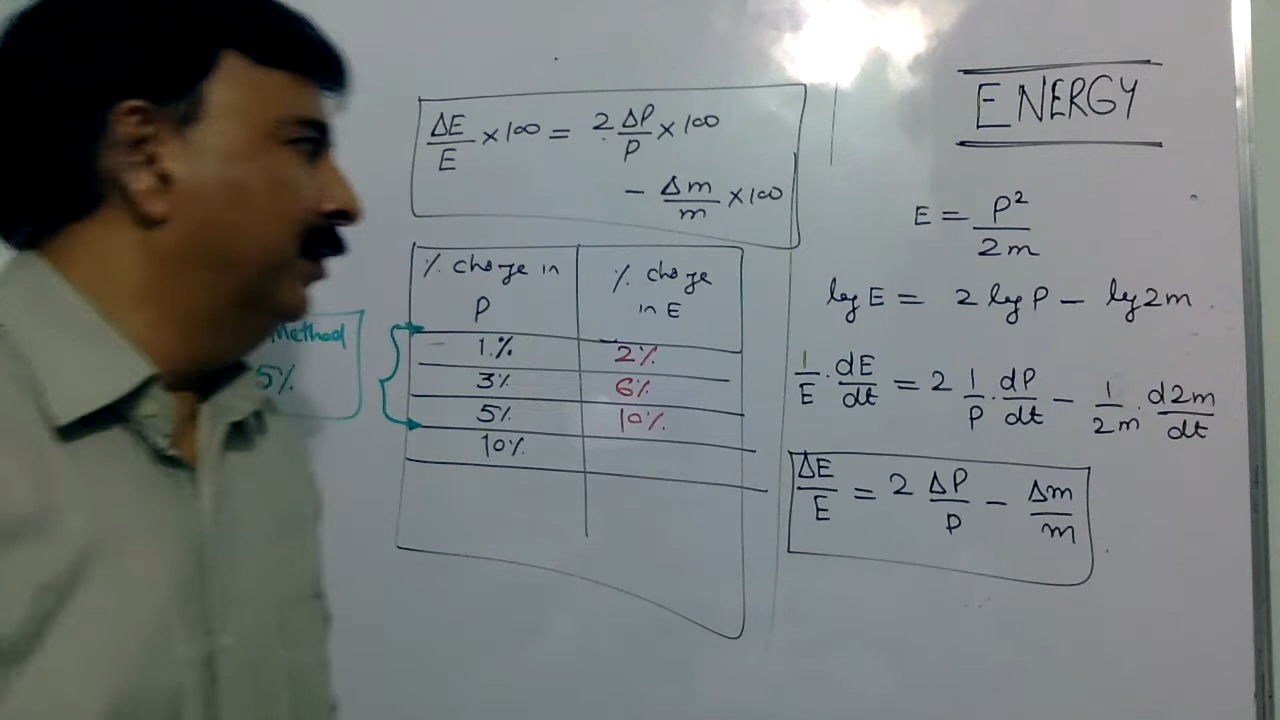 ΔE/E × 100 = 2 ΔP/P × 100
− Δm/m × 100
% change in P | % change in E
1% | 2%
3% | 6%
5% | 10%
10%
Method
5%
ENERGY
E = P²/2m
log E = 2 log P − log 2m
1/E · dE/dt = 2 1/P · dP/dt − 1/2m · d2m/dt
ΔE/E = 2 ΔP/P − Δm/m